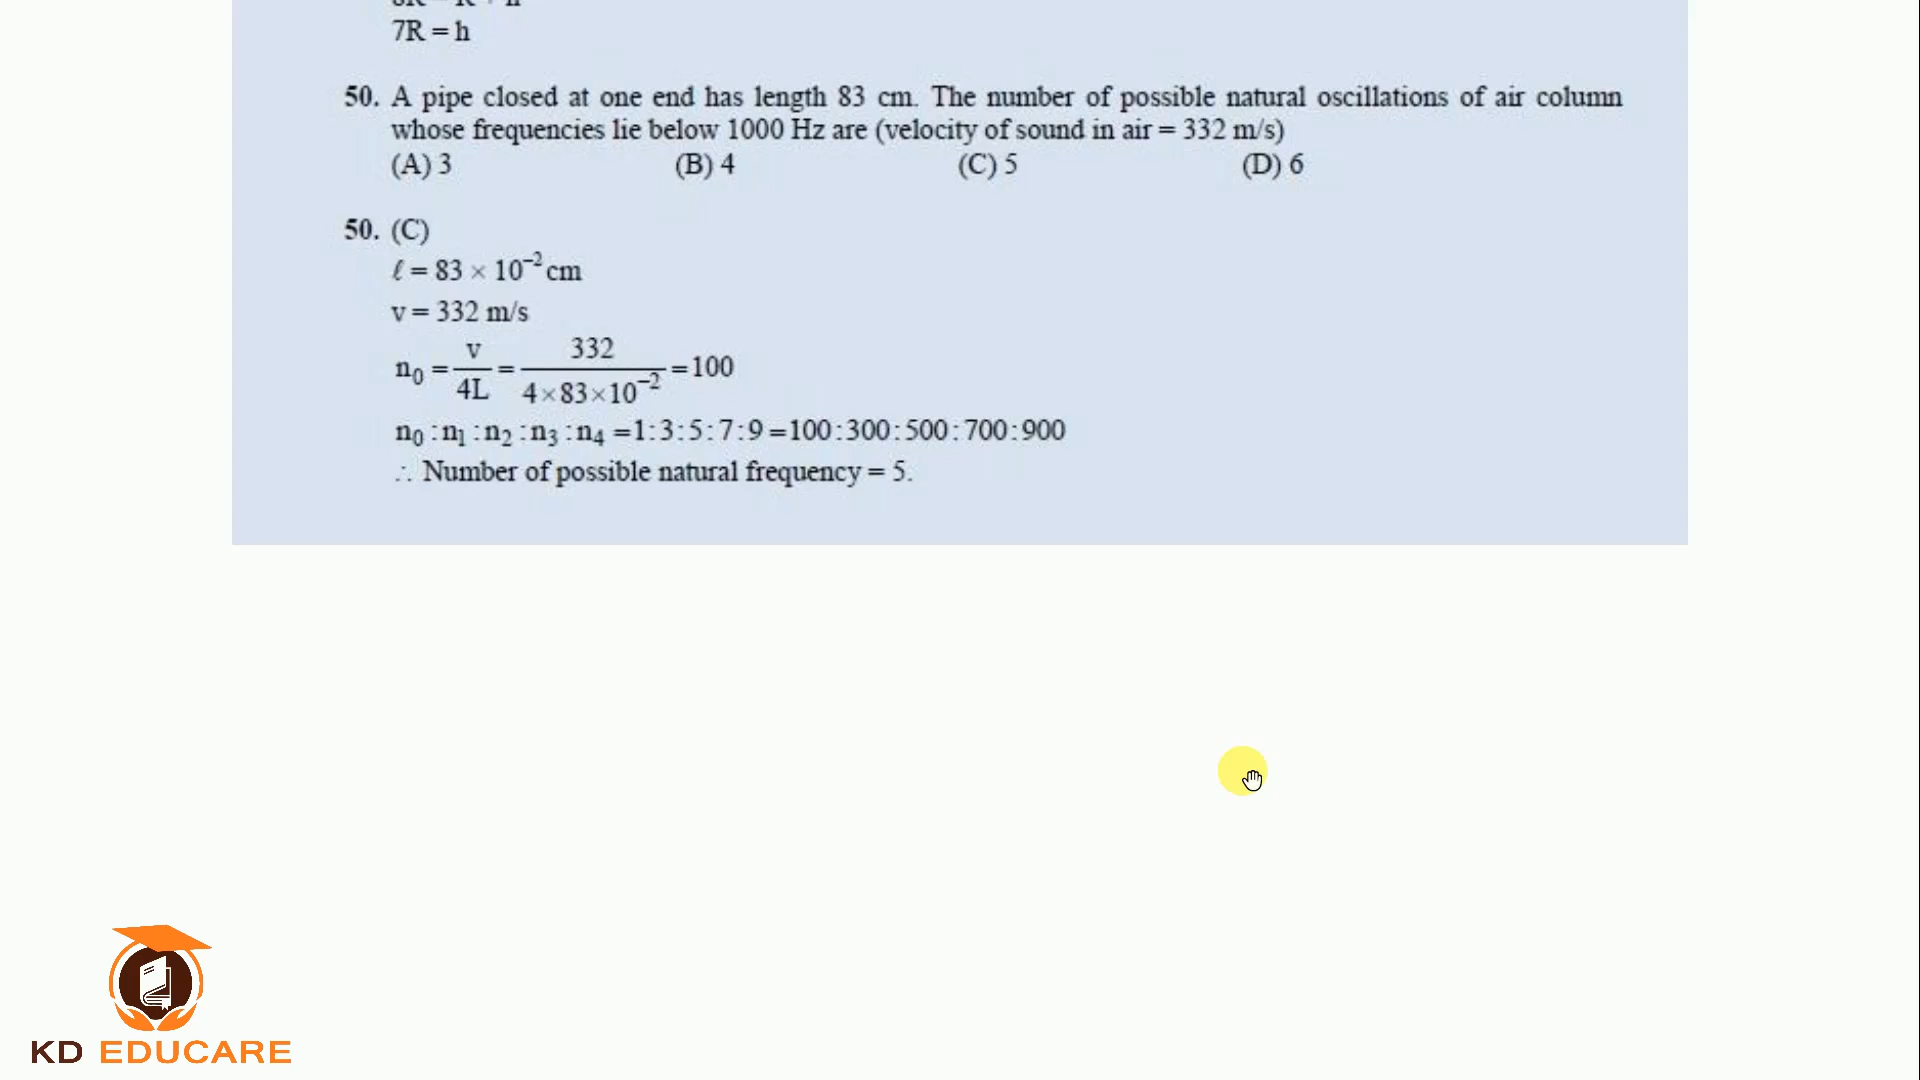 7R = h
50. A pipe closed at one end has length 83 cm. The number of possible natural oscillations of air column
whose frequencies lie below 1000 Hz are (velocity of sound in air = 332 m/s)
(A) 3 (B) 4 (C) 5 (D) 6
50. (C)
ℓ = 83 × 10⁻² cm
v = 332 m/s
n₀ = v/4L = 332/(4×83×10⁻²) = 100
n₀ : n₁ : n₂ : n₃ : n₄ = 1 : 3 : 5 : 7 : 9 = 100 : 300 : 500 : 700 : 900
∴ Number of possible natural frequency = 5.
KD EDUCARE